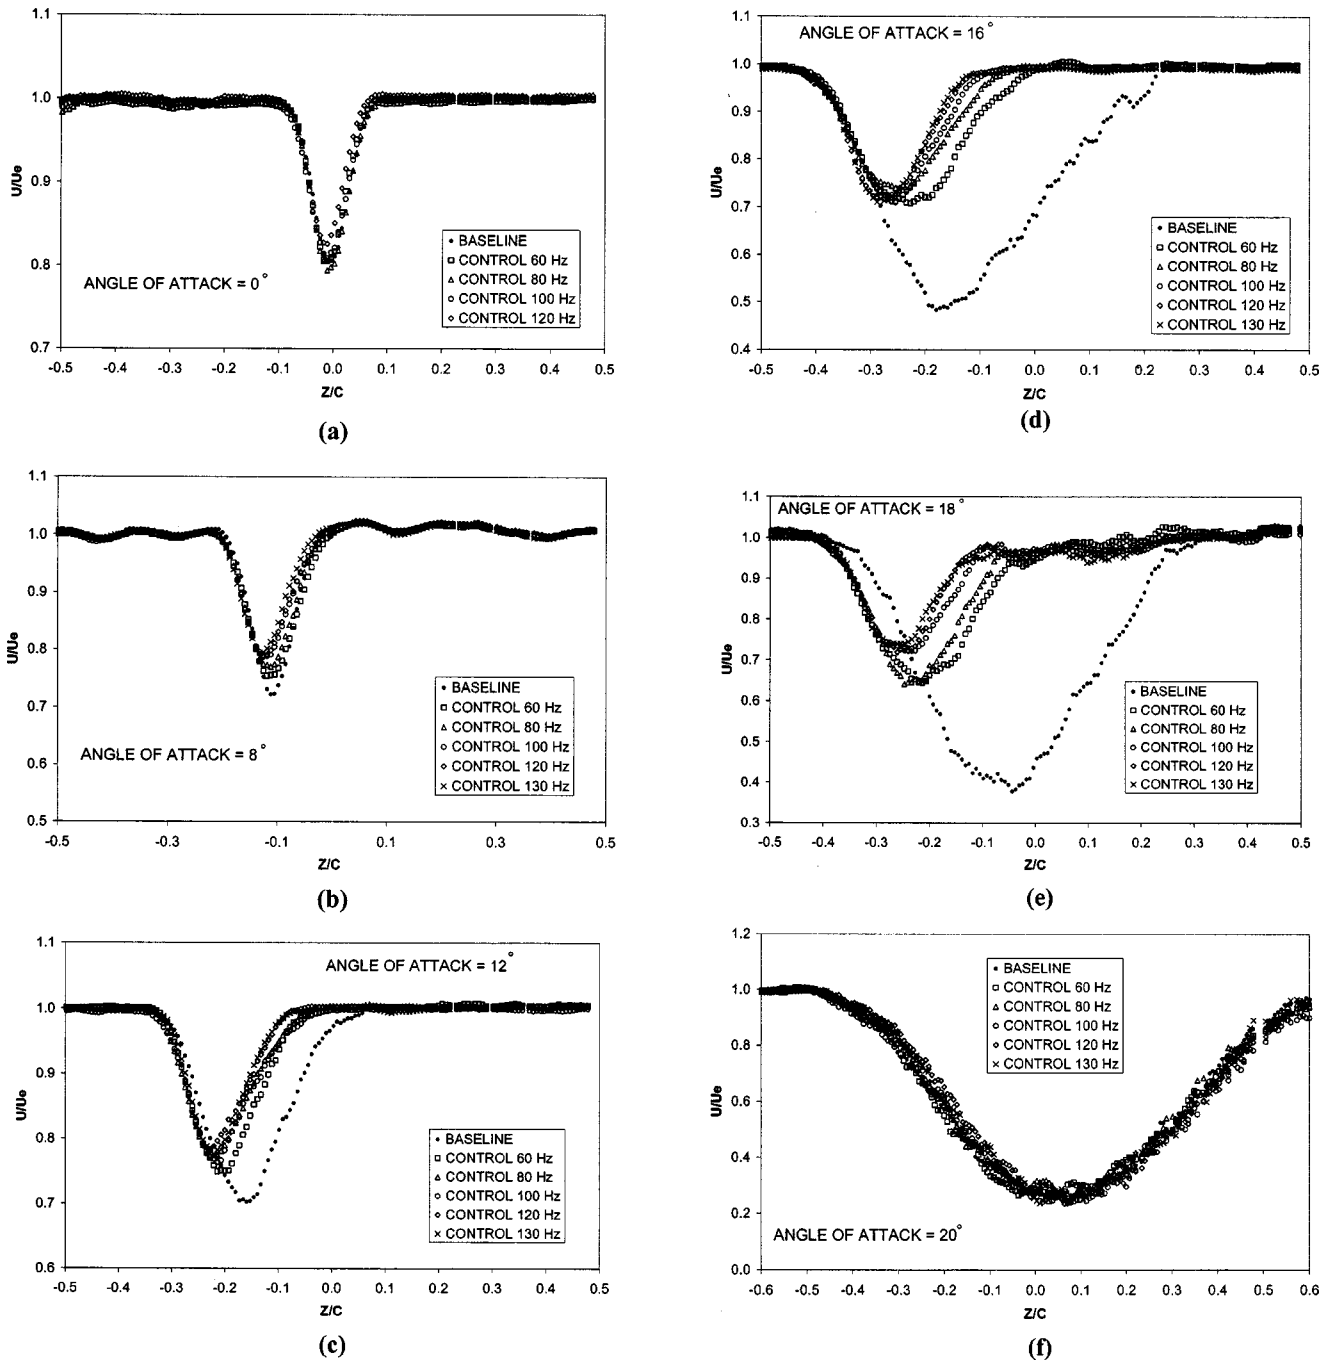 1.1
1.0
0.9
0.8
0.7
U/Ue
ANGLE OF ATTACK = 0°
BASELINE
CONTROL 60 Hz
CONTROL 80 Hz
CONTROL 100 Hz
CONTROL 120 Hz
-0.5 -0.4 -0.3 -0.2 -0.1 0.0 0.1 0.2 0.3 0.4 0.5
Z/C
(a)
1.1
1.0
0.9
0.8
0.7
0.6
0.5
U/Ue
ANGLE OF ATTACK = 8°
BASELINE
CONTROL 60 Hz
CONTROL 80 Hz
CONTROL 100 Hz
CONTROL 120 Hz
CONTROL 130 Hz
-0.5 -0.3 -0.1 0.1 0.3 0.5
Z/C
(b)
1.1
1.0
0.9
0.8
0.7
0.6
U/Ue
ANGLE OF ATTACK = 12°
BASELINE
CONTROL 60 Hz
CONTROL 80 Hz
CONTROL 100 Hz
CONTROL 120 Hz
CONTROL 130 Hz
-0.5 -0.4 -0.3 -0.2 -0.1 0.0 0.1 0.2 0.3 0.4 0.5
Z/C
(c)
1.1
1.0
0.9
0.8
0.7
0.6
0.5
0.4
U/Ue
ANGLE OF ATTACK = 16°
BASELINE
CONTROL 60 Hz
CONTROL 80 Hz
CONTROL 100 Hz
CONTROL 120 Hz
CONTROL 130 Hz
-0.5 -0.4 -0.3 -0.2 -0.1 0.0 0.1 0.2 0.3 0.4 0.5
Z/C
(d)
1.1
1.0
0.9
0.8
0.7
0.6
0.5
0.4
0.3
U/Ue
ANGLE OF ATTACK = 18°
BASELINE
CONTROL 60 Hz
CONTROL 80 Hz
CONTROL 100 Hz
CONTROL 120 Hz
CONTROL 130 Hz
-0.5 -0.4 -0.3 -0.2 -0.1 0.0 0.1 0.2 0.3 0.4 0.5
Z/C
(e)
1.2
1.0
0.8
0.6
0.4
0.2
0.0
U/Ue
BASELINE
CONTROL 60 Hz
CONTROL 80 Hz
CONTROL 100 Hz
CONTROL 120 Hz
CONTROL 130 Hz
ANGLE OF ATTACK = 20°
-0.6 -0.5 -0.4 -0.3 -0.2 -0.1 0.0 0.1 0.2 0.3 0.4 0.5 0.6
Z/C
(f)